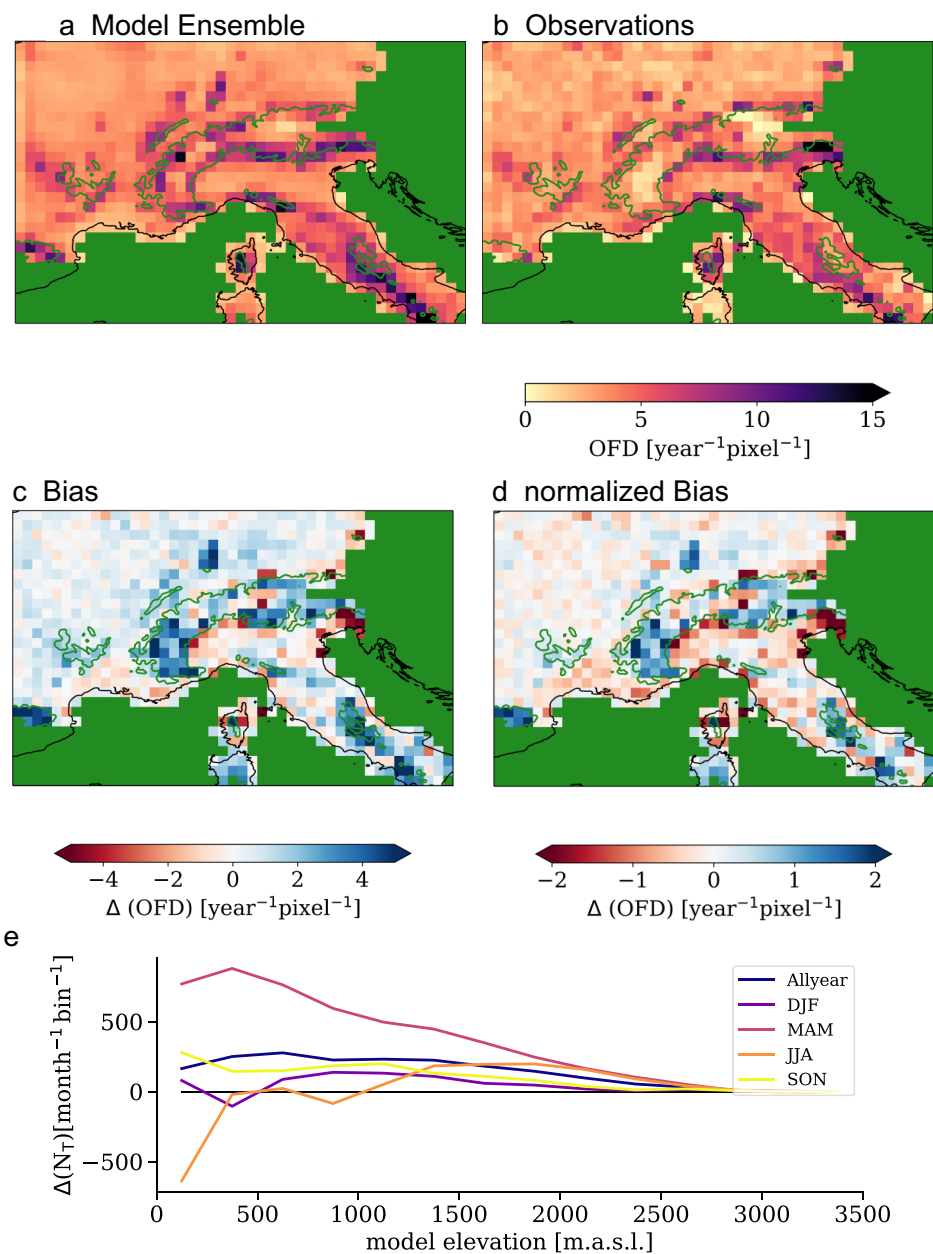 a Model Ensemble
b Observations
0 5 10 15
OFD [year⁻¹pixel⁻¹]
c Bias
d normalized Bias
−4 −2 0 2 4
Δ (OFD) [year⁻¹pixel⁻¹]
−2 −1 0 1 2
Δ (OFD) [year⁻¹pixel⁻¹]
e
Δ(N_T)[month⁻¹ bin⁻¹]
500
0
−500
Allyear
DJF
MAM
JJA
SON
0 500 1000 1500 2000 2500 3000 3500
model elevation [m.a.s.l.]